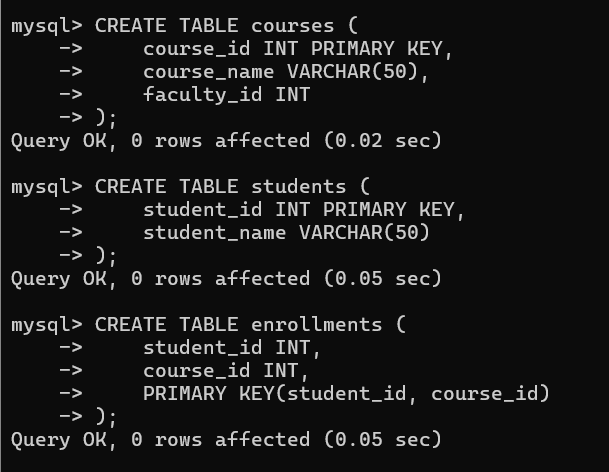 mysql> CREATE TABLE courses (
    ->     course_id INT PRIMARY KEY,
    ->     course_name VARCHAR(50),
    ->     faculty_id INT
    -> );
Query OK, 0 rows affected (0.02 sec)

mysql> CREATE TABLE students (
    ->     student_id INT PRIMARY KEY,
    ->     student_name VARCHAR(50)
    -> );
Query OK, 0 rows affected (0.05 sec)

mysql> CREATE TABLE enrollments (
    ->     student_id INT,
    ->     course_id INT,
    ->     PRIMARY KEY(student_id, course_id)
    -> );
Query OK, 0 rows affected (0.05 sec)